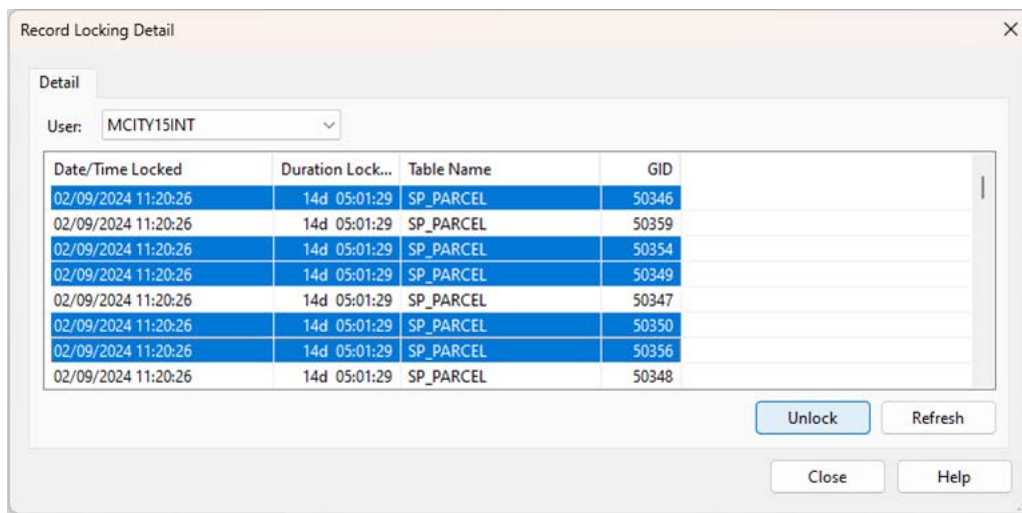 Record Locking Detail
Detail
User: MCITY15INT
Date/Time Locked Duration Lock... Table Name GID
02/09/2024 11:20:26 14d 05:01:29 SP_PARCEL 50346
02/09/2024 11:20:26 14d 05:01:29 SP_PARCEL 50359
02/09/2024 11:20:26 14d 05:01:29 SP_PARCEL 50354
02/09/2024 11:20:26 14d 05:01:29 SP_PARCEL 50349
02/09/2024 11:20:26 14d 05:01:29 SP_PARCEL 50347
02/09/2024 11:20:26 14d 05:01:29 SP_PARCEL 50350
02/09/2024 11:20:26 14d 05:01:29 SP_PARCEL 50356
02/09/2024 11:20:26 14d 05:01:29 SP_PARCEL 50348
Unlock Refresh
Close Help